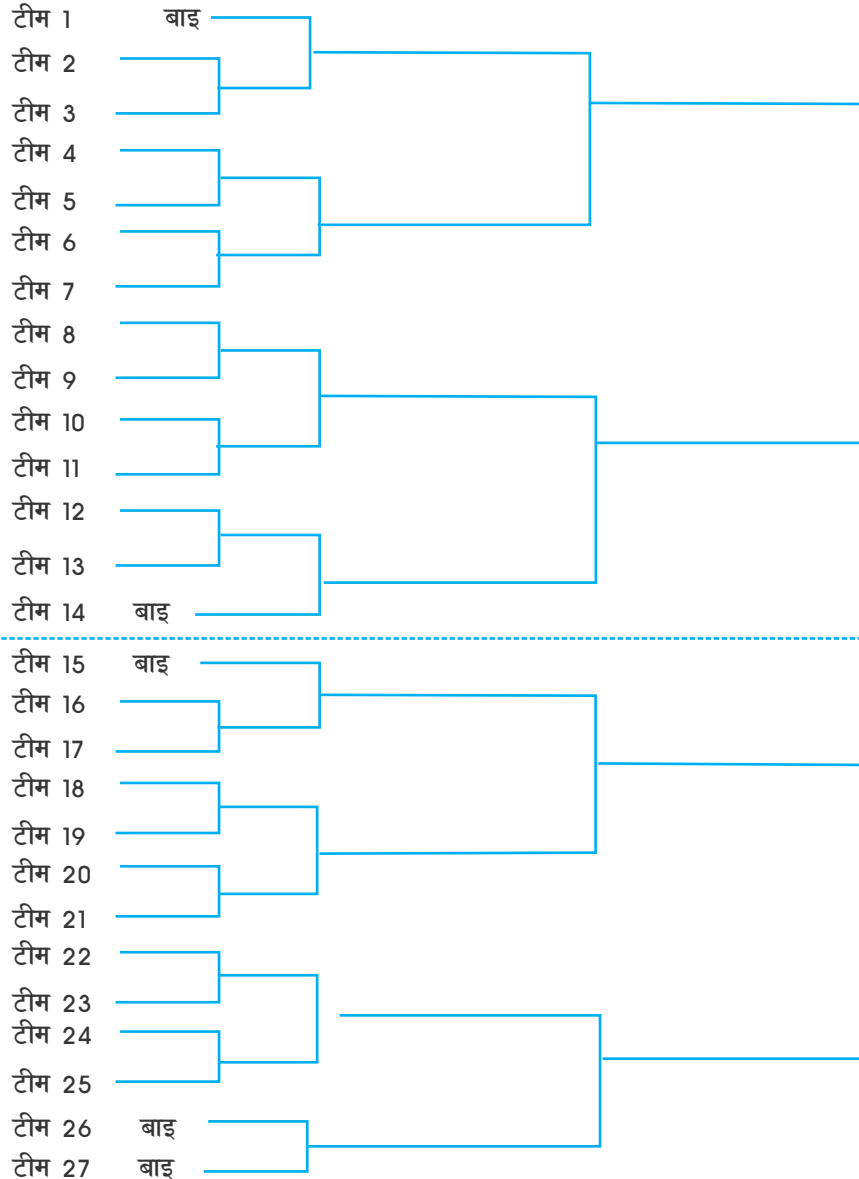 टीम 1 बाइ
टीम 2
टीम 3
टीम 4
टीम 5
टीम 6
टीम 7
टीम 8
टीम 9
टीम 10
टीम 11
टीम 12
टीम 13
टीम 14 बाइ
टीम 15 बाइ
टीम 16
टीम 17
टीम 18
टीम 19
टीम 20
टीम 21
टीम 22
टीम 23
टीम 24
टीम 25
टीम 26 बाइ
टीम 27 बाइ